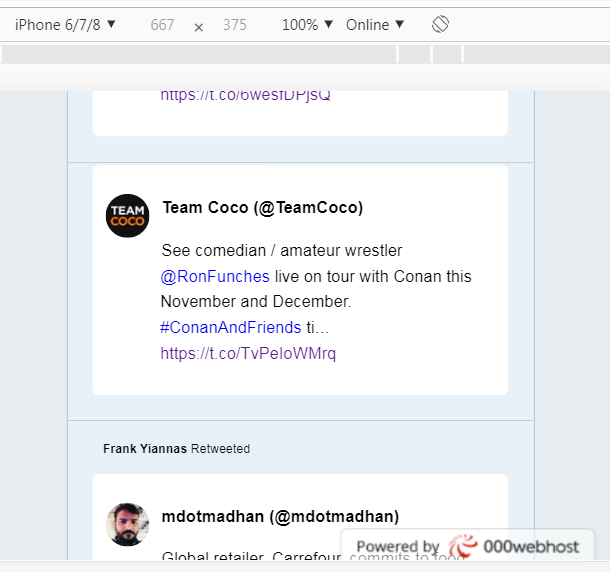 iPhone 6/7/8 ▼ 667 × 375 100% ▼ Online ▼
https://t.co/6wesfDPjsQ
TEAM
COCO
Team Coco (@TeamCoco)
See comedian / amateur wrestler
@RonFunches live on tour with Conan this
November and December.
#ConanAndFriends ti…
https://t.co/TvPeIoWMrq
Frank Yiannas Retweeted
mdotmadhan (@mdotmadhan)
Global retailer, Carrefour, commits to food
Powered by 000webhost